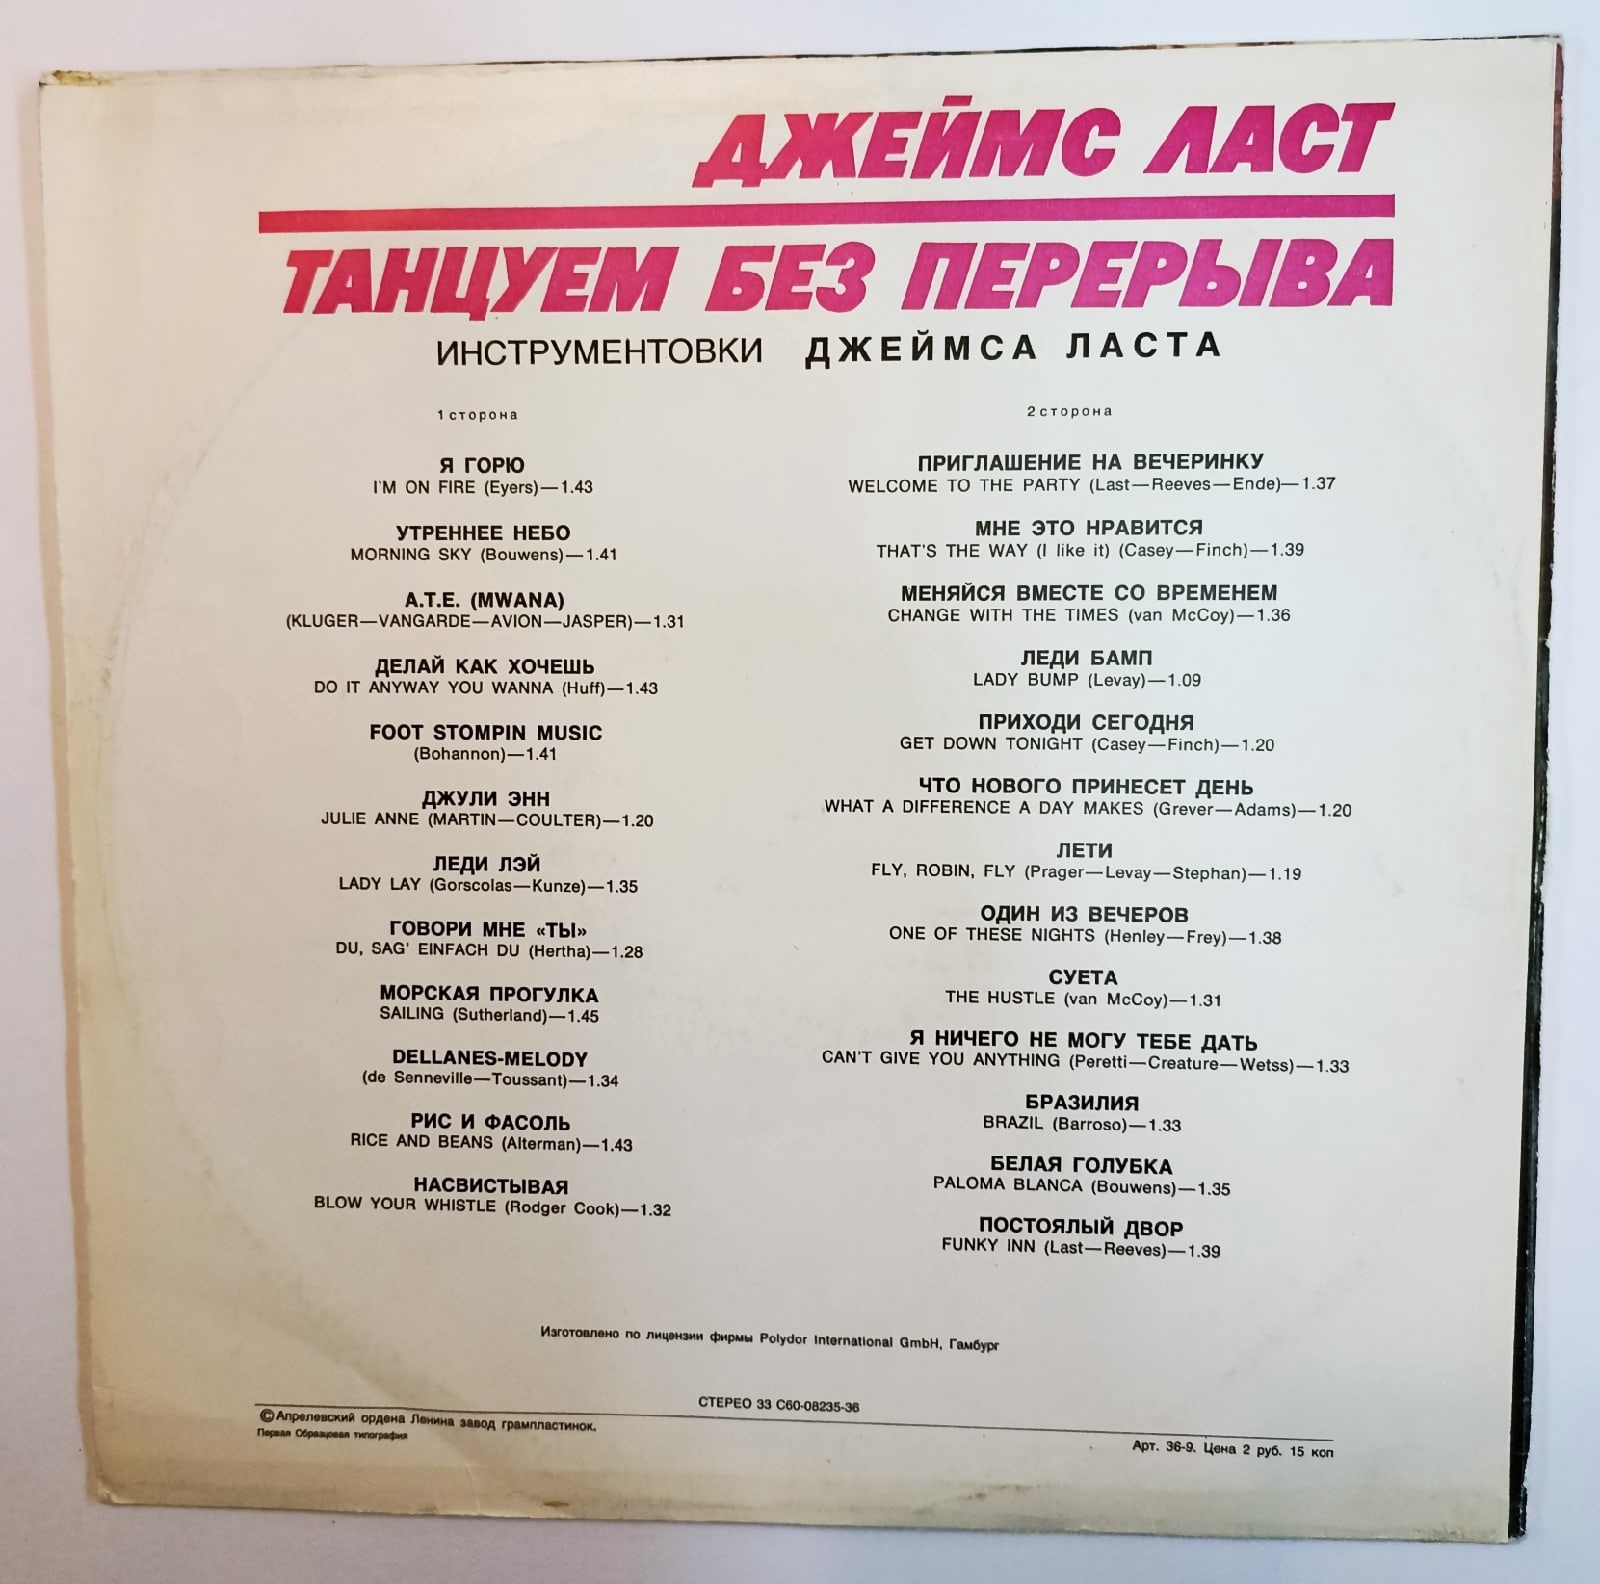 ДЖЕЙМС ЛАСТ
ТАНЦУЕМ БЕЗ ПЕРЕРЫВА
ИНСТРУМЕНТОВКИ ДЖЕЙМСА ЛАСТА
1 сторона
Я ГОРЮ
I'M ON FIRE (Eyers)—1.43
УТРЕННЕЕ НЕБО
MORNING SKY (Bouwens)—1.41
A.T.E. (MWANA)
(KLUGER—VANGARDE—AVION—JASPER)—1.31
ДЕЛАЙ КАК ХОЧЕШЬ
DO IT ANYWAY YOU WANNA (Huff)—1.43
FOOT STOMPIN MUSIC
(Bohannon)—1.41
ДЖУЛИ ЭНН
JULIE ANNE (MARTIN—COULTER)—1.20
ЛЕДИ ЛЭЙ
LADY LAY (Gorscolas—Kunze)—1.35
ГОВОРИ МНЕ «ТЫ»
DU, SAG' EINFACH DU (Hertha)—1.28
МОРСКАЯ ПРОГУЛКА
SAILING (Sutherland)—1.45
DELLANES-MELODY
(de Senneville—Toussant)—1.34
РИС И ФАСОЛЬ
RICE AND BEANS (Alterman)—1.43
НАСВИСТЫВАЯ
BLOW YOUR WHISTLE (Rodger Cook)—1.32
2 сторона
ПРИГЛАШЕНИЕ НА ВЕЧЕРИНКУ
WELCOME TO THE PARTY (Last—Reeves—Ende)—1.37
МНЕ ЭТО НРАВИТСЯ
THAT'S THE WAY (I like it) (Casey—Finch)—1.39
МЕНЯЙСЯ ВМЕСТЕ СО ВРЕМЕНЕМ
CHANGE WITH THE TIMES (van McCoy)—1.36
ЛЕДИ БАМП
LADY BUMP (Levay)—1.09
ПРИХОДИ СЕГОДНЯ
GET DOWN TONIGHT (Casey—Finch)—1.20
ЧТО НОВОГО ПРИНЕСЕТ ДЕНЬ
WHAT A DIFFERENCE A DAY MAKES (Grever—Adams)—1.20
ЛЕТИ
FLY, ROBIN, FLY (Prager—Levay—Stephan)—1.19
ОДИН ИЗ ВЕЧЕРОВ
ONE OF THESE NIGHTS (Henley—Frey)—1.38
СУЕТА
THE HUSTLE (van McCoy)—1.31
Я НИЧЕГО НЕ МОГУ ТЕБЕ ДАТЬ
CAN'T GIVE YOU ANYTHING (Peretti—Creature—Wetss)—1.33
БРАЗИЛИЯ
BRAZIL (Barroso)—1.33
БЕЛАЯ ГОЛУБКА
PALOMA BLANCA (Bouwens)—1.35
ПОСТОЯЛЫЙ ДВОР
FUNKY INN (Last—Reeves)—1.39
Изготовлено по лицензии фирмы Polydor International GmbH, Гамбург
СТЕРЕО 33 С60-08235-36
© Апрелевский ордена Ленина завод грампластинок.
Первая Образцовая типография
Арт. 36-9. Цена 2 руб. 15 коп